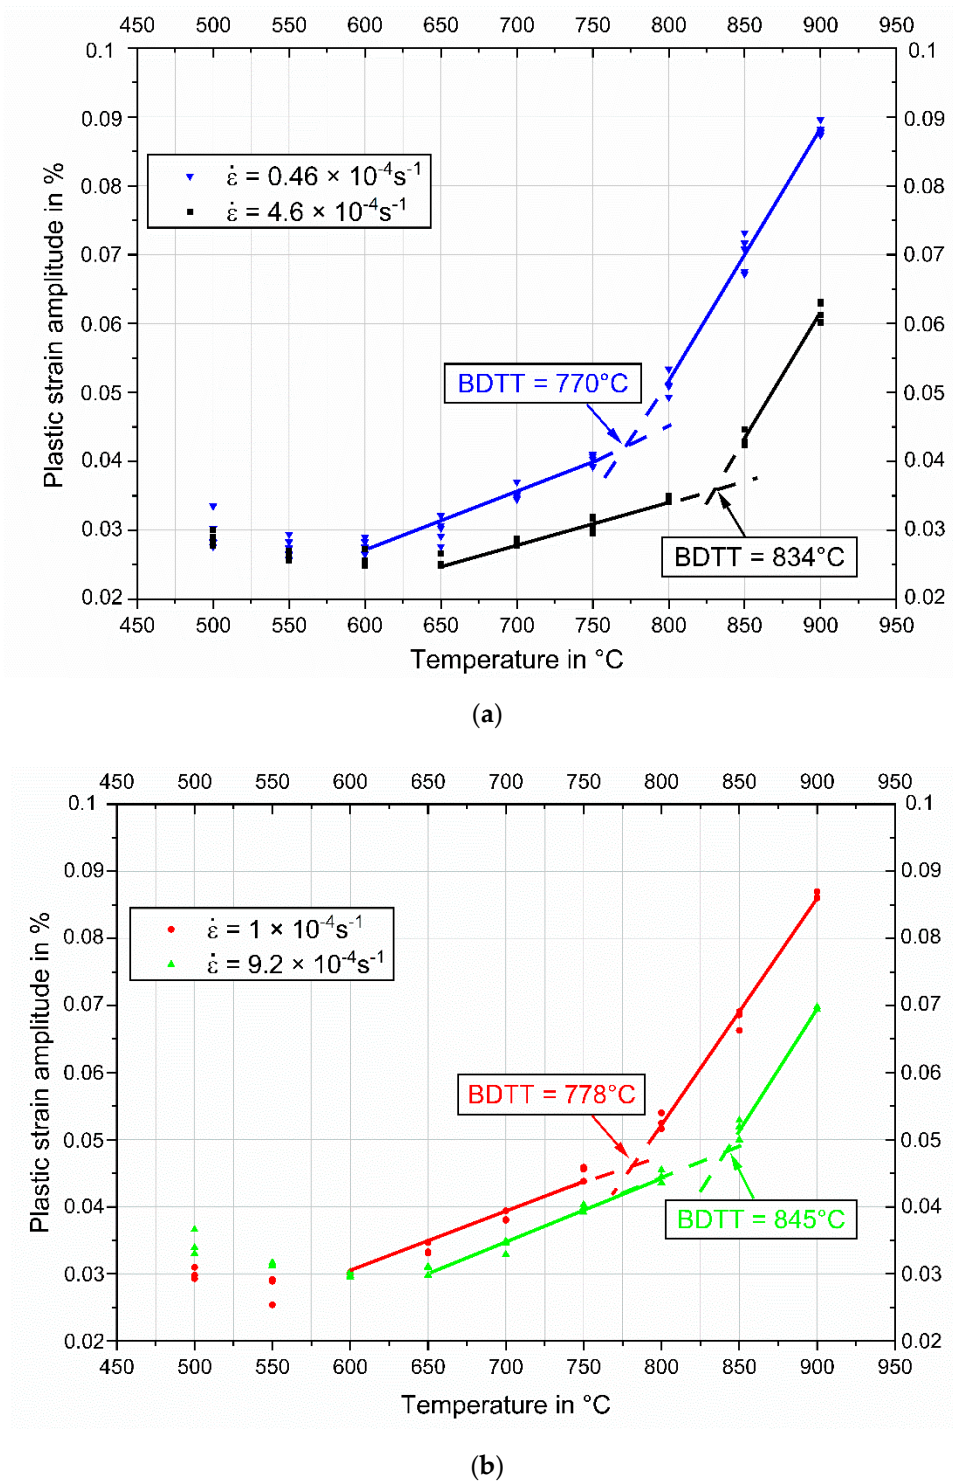 450 500 550 600 650 700 750 800 850 900 950
0.1 0.1
0.09 0.09
0.08 0.08
0.07 0.07
0.06 0.06
0.05 0.05
0.04 0.04
0.03 0.03
0.02 0.02
Plastic strain amplitude in %
ε̇ = 0.46 × 10⁻⁴s⁻¹
ε̇ = 4.6 × 10⁻⁴s⁻¹
BDTT = 770°C
BDTT = 834°C
450 500 550 600 650 700 750 800 850 900 950
Temperature in °C
(a)
450 500 550 600 650 700 750 800 850 900 950
0.1 0.1
0.09 0.09
0.08 0.08
0.07 0.07
0.06 0.06
0.05 0.05
0.04 0.04
0.03 0.03
0.02 0.02
Plastic strain amplitude in %
ε̇ = 1 × 10⁻⁴s⁻¹
ε̇ = 9.2 × 10⁻⁴s⁻¹
BDTT = 778°C
BDTT = 845°C
450 500 550 600 650 700 750 800 850 900 950
Temperature in °C
(b)